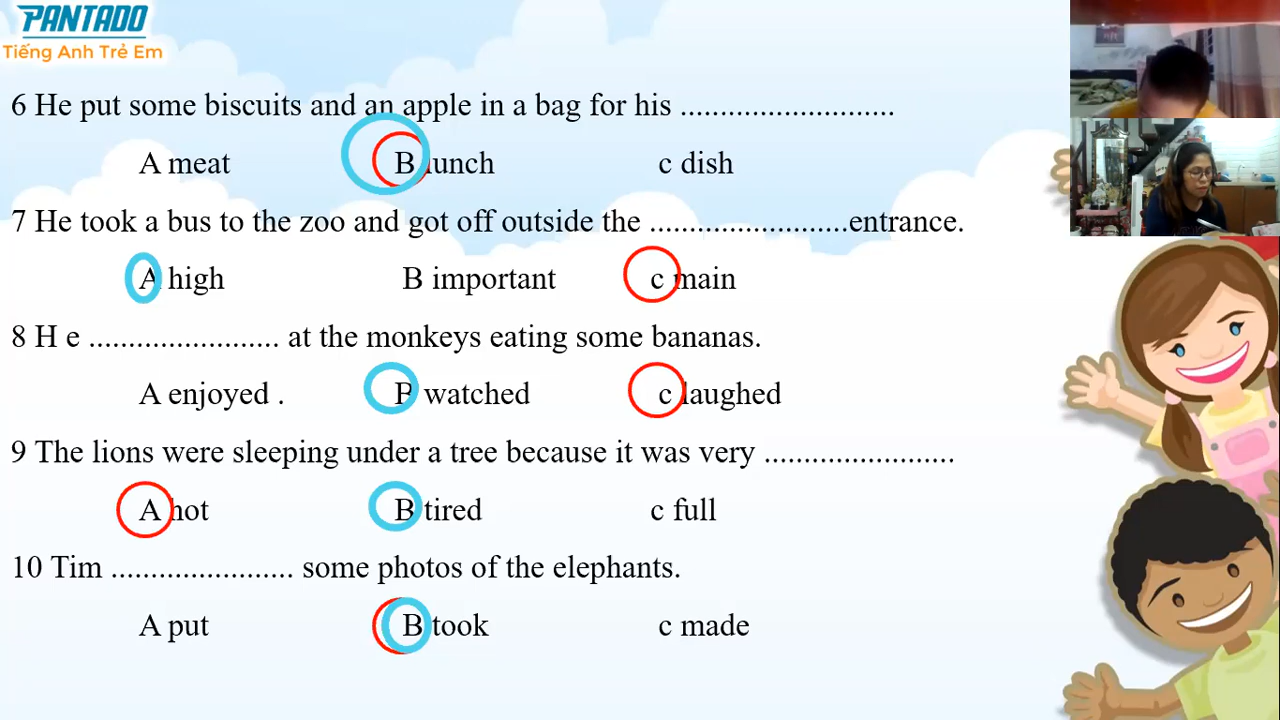 PANTADO
Tiếng Anh Trẻ Em
6 He put some biscuits and an apple in a bag for his ...........................
A meat B lunch c dish
7 He took a bus to the zoo and got off outside the .........................entrance.
A high B important c main
8 H e ........................ at the monkeys eating some bananas.
A enjoyed . B watched c laughed
9 The lions were sleeping under a tree because it was very ........................
A hot B tired c full
10 Tim ....................... some photos of the elephants.
A put B took c made